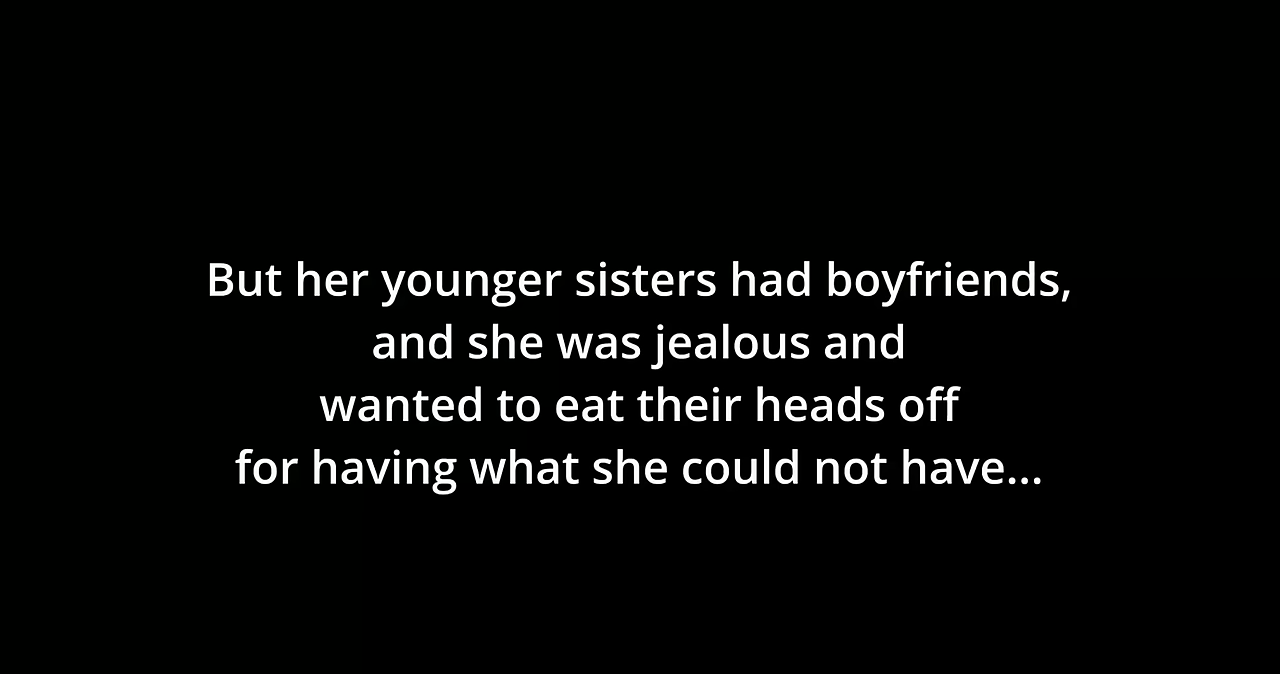 But her younger sisters had boyfriends,
and she was jealous and
wanted to eat their heads off
for having what she could not have...